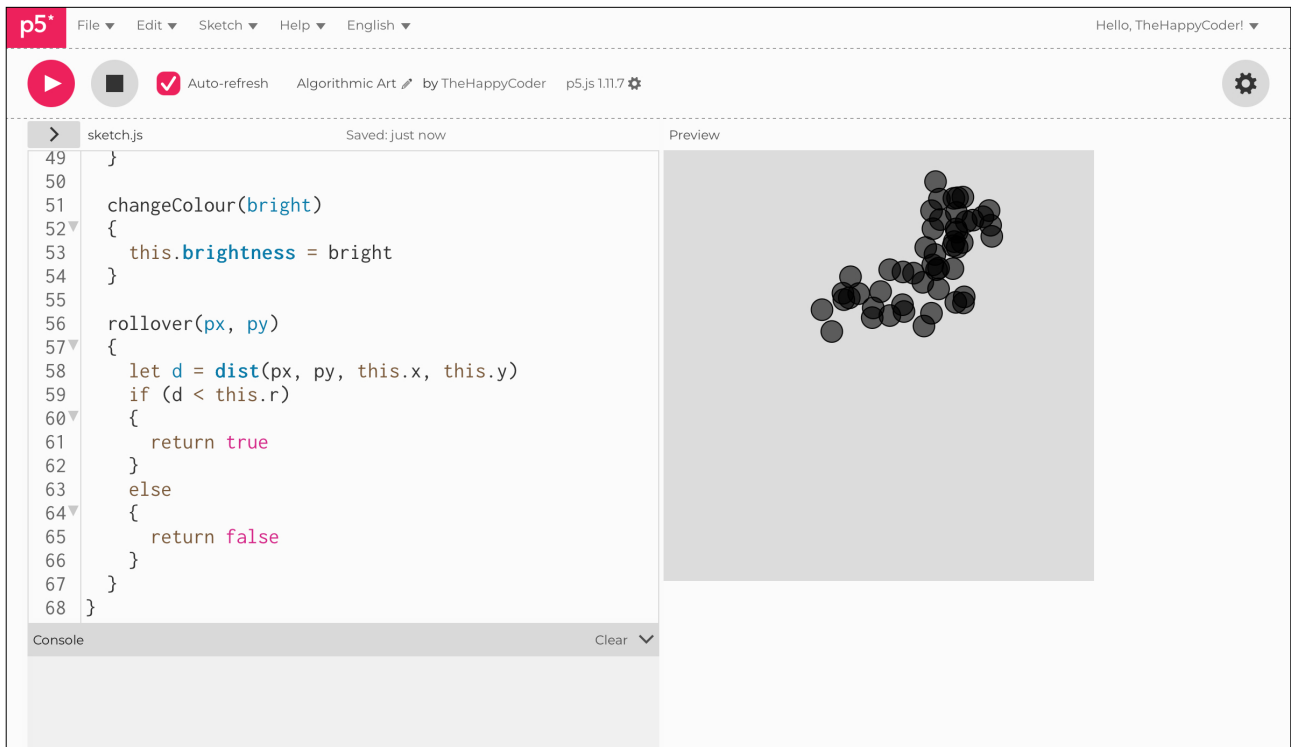 p5* File Edit Sketch Help English Hello, TheHappyCoder!
Auto-refresh Algorithmic Art by TheHappyCoder p5.js 1.11.7
> sketch.js Saved: just now Preview
49   }
50
51   changeColour(bright)
52   {
53     this.brightness = bright
54   }
55
56   rollover(px, py)
57   {
58     let d = dist(px, py, this.x, this.y)
59     if (d < this.r)
60     {
61       return true
62     }
63     else
64     {
65       return false
66     }
67   }
68 }
Console Clear